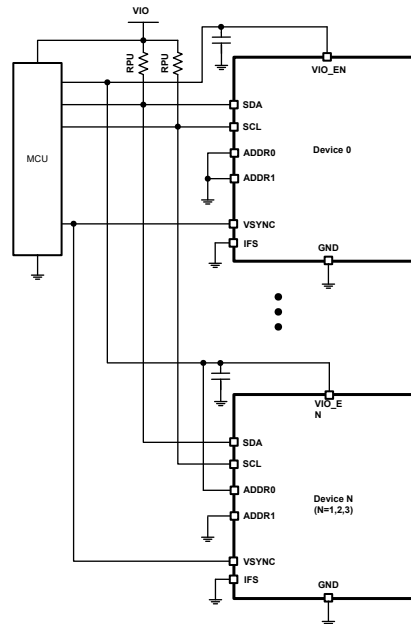 VIO
RPU
RPU
MCU
VIO_EN
SDA
SCL
ADDR0
ADDR1
Device 0
VSYNC
IFS
GND
VIO_E
N
SDA
SCL
ADDR0
ADDR1
Device N
(N=1,2,3)
VSYNC
IFS
GND